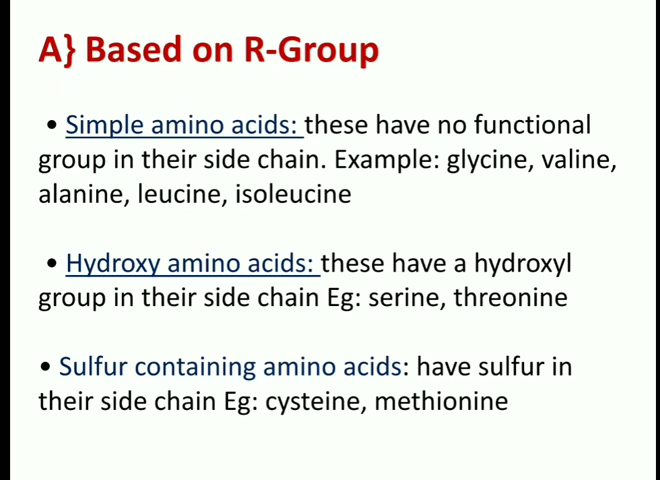 A} Based on R-Group
• Simple amino acids: these have no functional
group in their side chain. Example: glycine, valine,
alanine, leucine, isoleucine
• Hydroxy amino acids: these have a hydroxyl
group in their side chain Eg: serine, threonine
• Sulfur containing amino acids: have sulfur in
their side chain Eg: cysteine, methionine